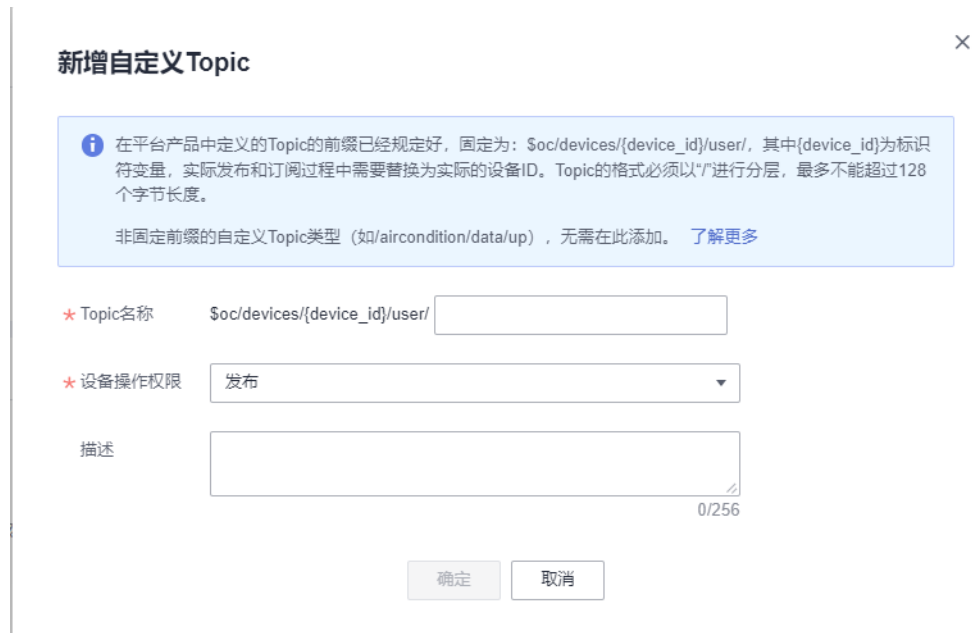 新增自定义Topic
在平台产品中定义的Topic的前缀已经规定好，固定为：$oc/devices/{device_id}/user/，其中{device_id}为标识
符变量，实际发布和订阅过程中需要替换为实际的设备ID。Topic的格式必须以“/”进行分层，最多不能超过128
个字节长度。
非固定前缀的自定义Topic类型（如/aircondition/data/up），无需在此添加。 了解更多
* Topic名称 $oc/devices/{device_id}/user/
* 设备操作权限 发布
描述
0/256
确定 取消